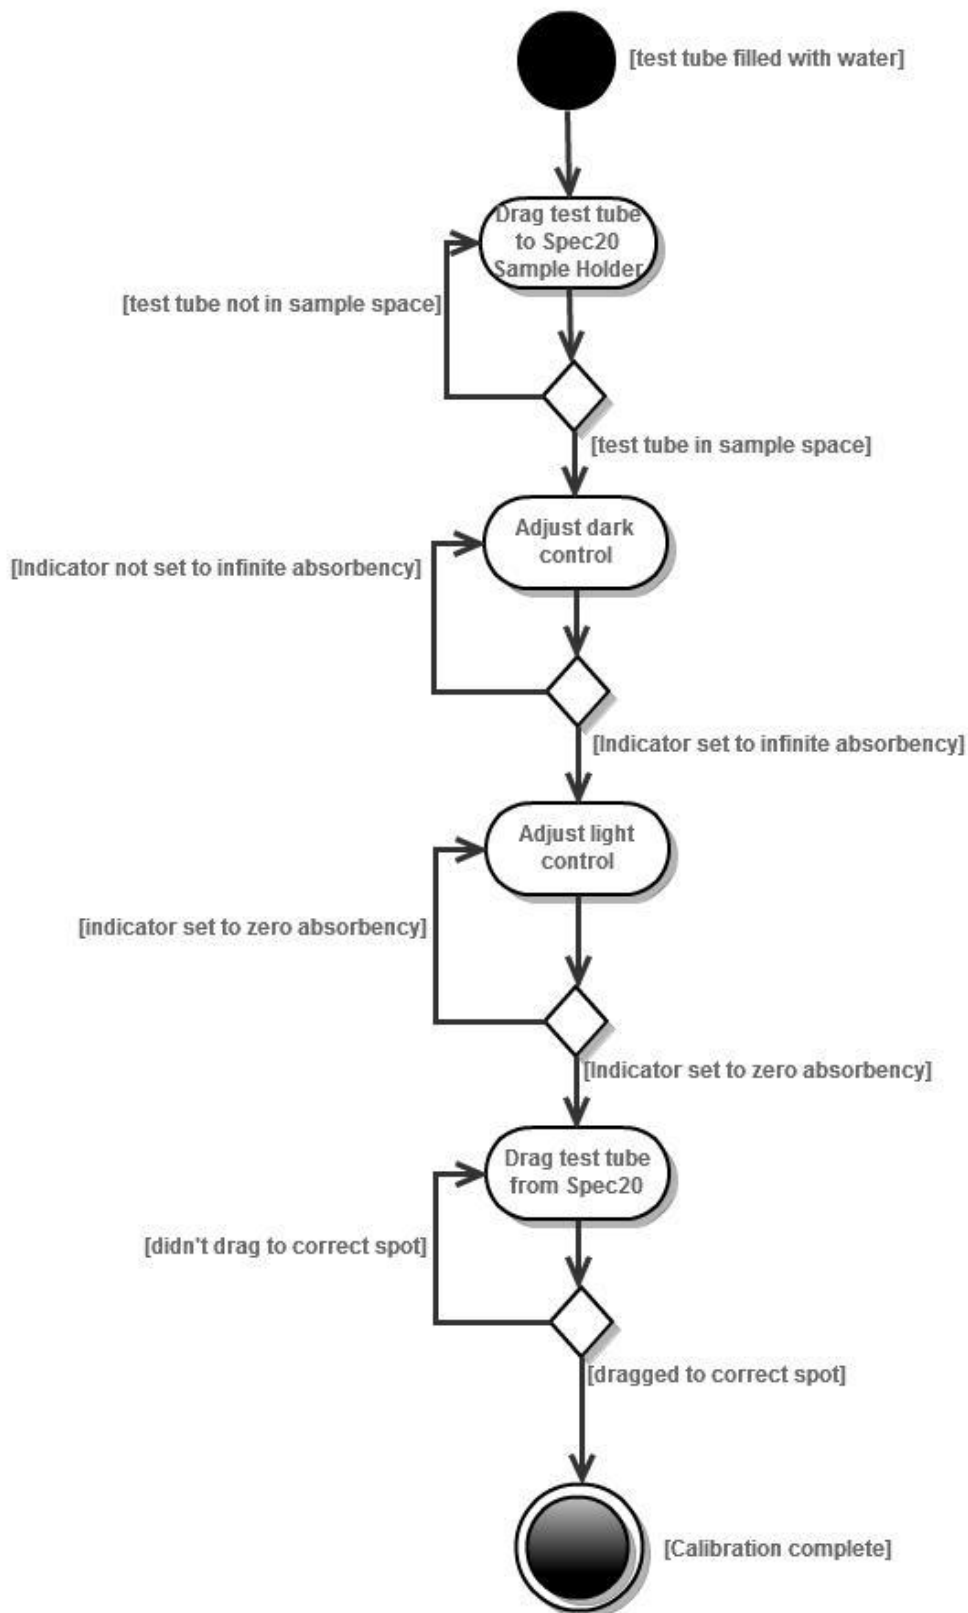 [test tube filled with water]
Drag test tube
to Spec20
Sample Holder
[test tube not in sample space]
[test tube in sample space]
Adjust dark
control
[Indicator not set to infinite absorbency]
[Indicator set to infinite absorbency]
Adjust light
control
[indicator set to zero absorbency]
[Indicator set to zero absorbency]
Drag test tube
from Spec20
[didn't drag to correct spot]
[dragged to correct spot]
[Calibration complete]